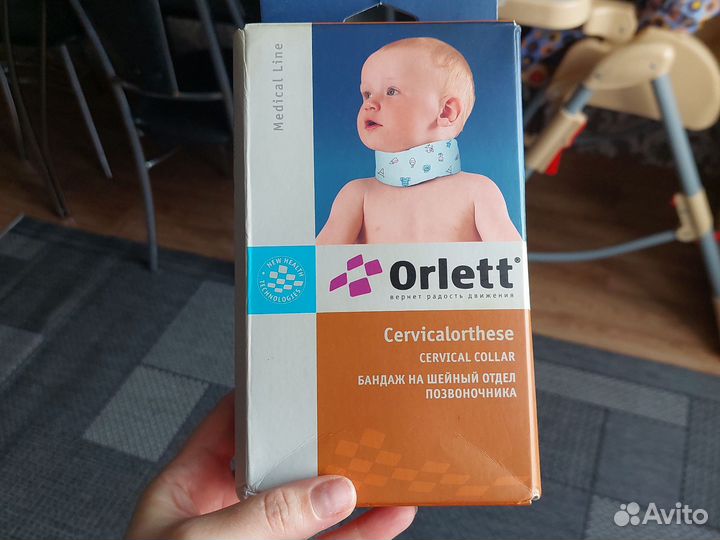 Medical Line
NEW HEALTH
TECHNOLOGIES
Orlett®
вернет радость движения
Cervicalorthese
CERVICAL COLLAR
БАНДАЖ НА ШЕЙНЫЙ ОТДЕЛ
ПОЗВОНОЧНИКА
Avito